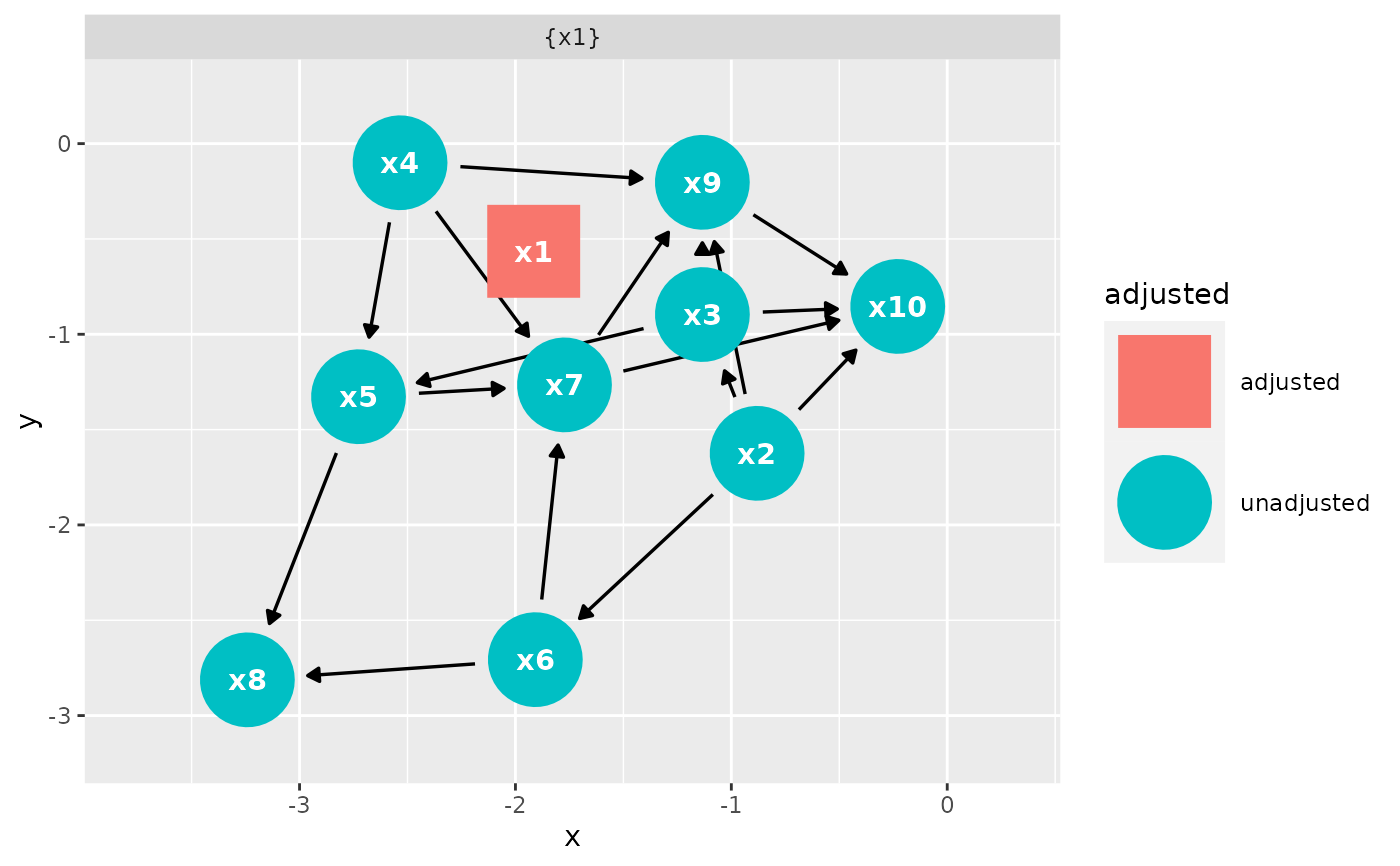 {x1}
x4
x9
x1
x3
x10
x7
x5
x2
x6
x8
0
-1
-2
-3
y
-3
-2
-1
0
x
adjusted
adjusted
unadjusted